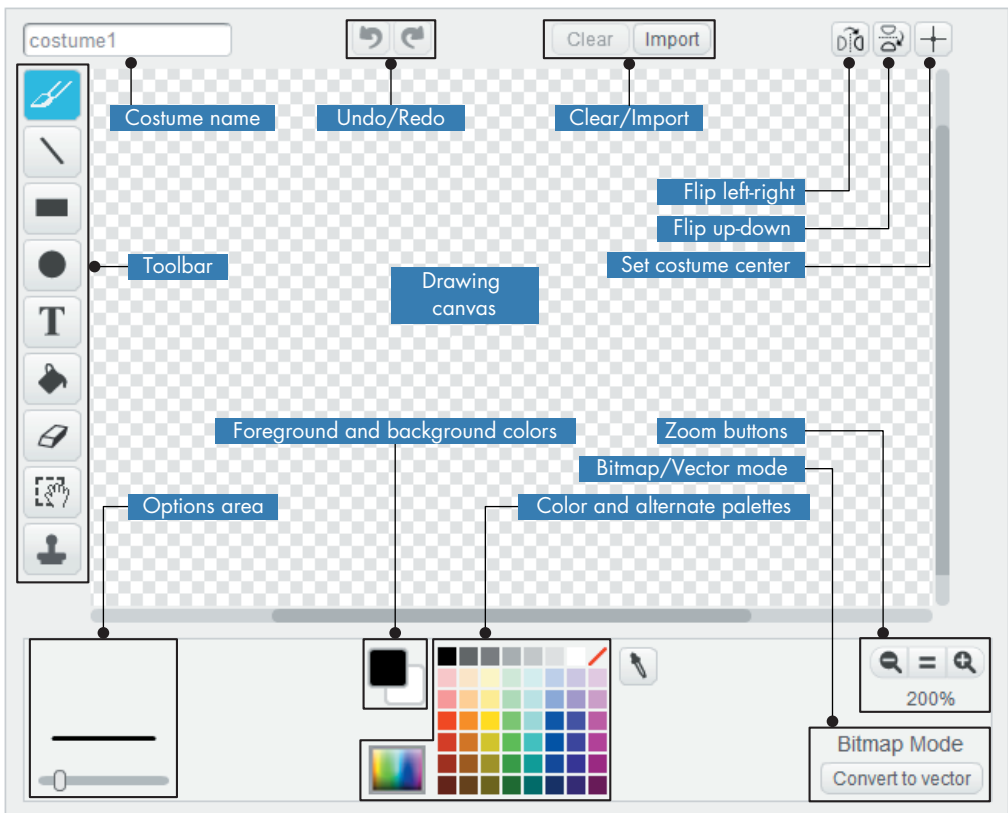 costume1
Clear
Import
Costume name
Undo/Redo
Clear/Import
Flip left-right
Flip up-down
Set costume center
Toolbar
Drawing
canvas
T
Foreground and background colors
Zoom buttons
Bitmap/Vector mode
Options area
Color and alternate palettes
200%
Bitmap Mode
Convert to vector